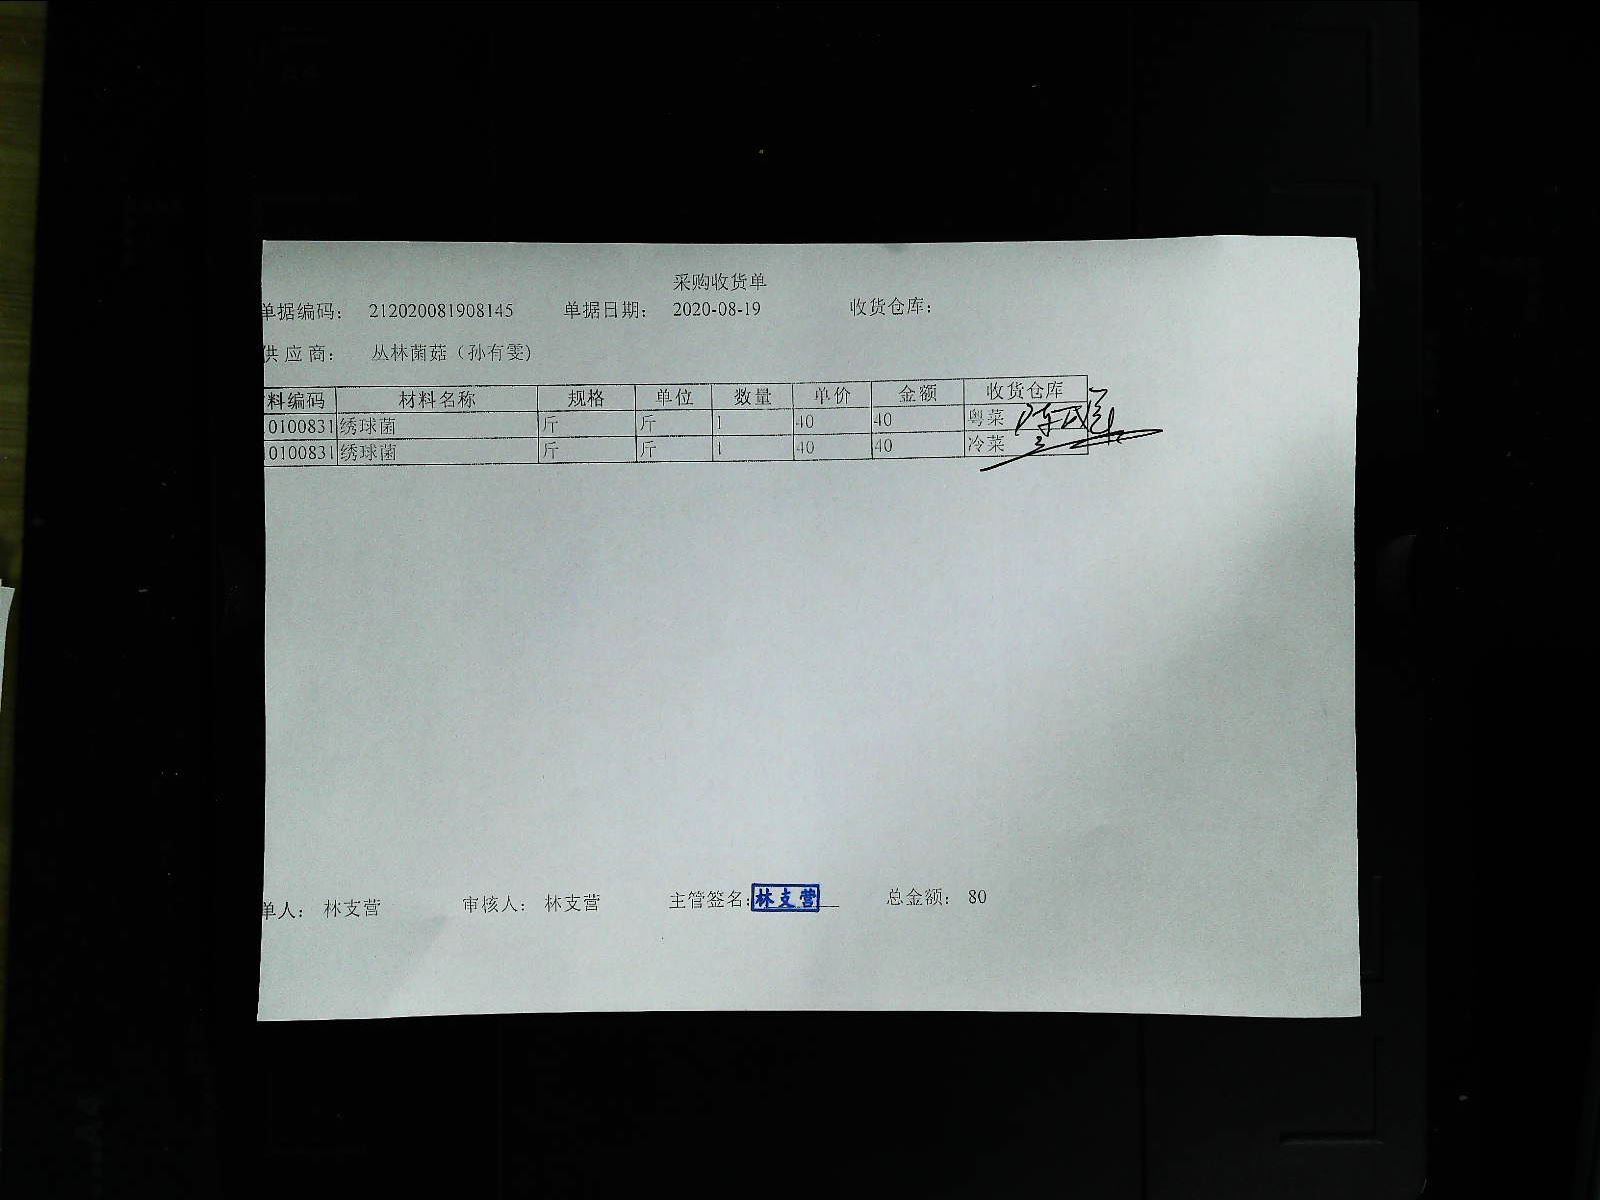 采购收货单
单据编码： 212020081908145 单据日期： 2020-08-19 收货仓库：
供应商： 丛林菌菇（孙有雯）
料编码 材料名称 规格 单位 数量 单价 金额 收货仓库
0100831 绣球菌 斤 斤 1 40 40 粤菜
0100831 绣球菌 斤 斤 1 40 40 冷菜
单人： 林支营 审核人： 林支营 主管签名： 林支营 总金额： 80